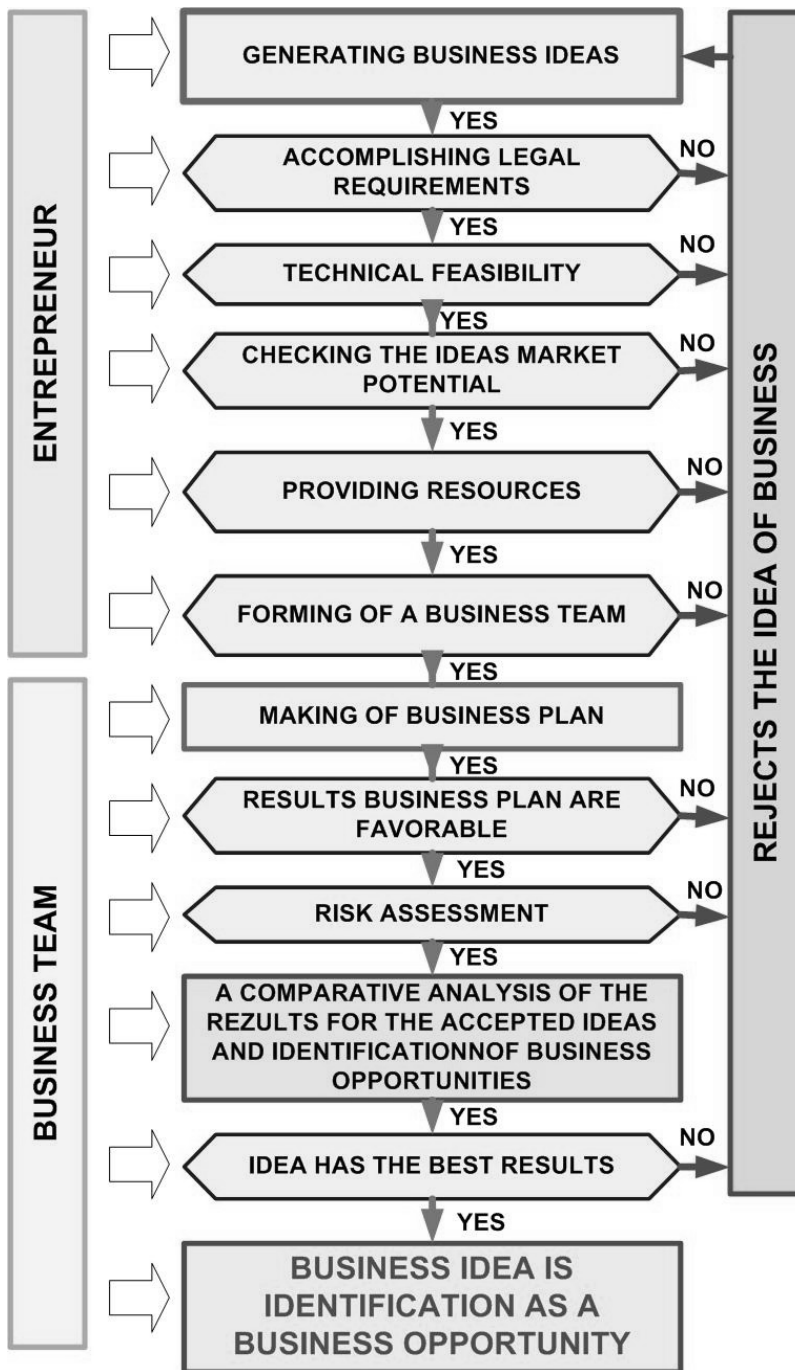 GENERATING BUSINESS IDEAS
YES
ACCOMPLISHING LEGAL
REQUIREMENTS
NO
YES
TECHNICAL FEASIBILITY
NO
YES
CHECKING THE IDEAS MARKET
POTENTIAL
NO
YES
PROVIDING RESOURCES
NO
YES
FORMING OF A BUSINESS TEAM
NO
YES
ENTREPRENEUR
MAKING OF BUSINESS PLAN
YES
RESULTS BUSINESS PLAN ARE
FAVORABLE
NO
YES
RISK ASSESSMENT
NO
YES
A COMPARATIVE ANALYSIS OF THE
REZULTS FOR THE ACCEPTED IDEAS
AND IDENTIFICATIONNOF BUSINESS
OPPORTUNITIES
YES
IDEA HAS THE BEST RESULTS
NO
YES
BUSINESS IDEA IS
IDENTIFICATION AS A
BUSINESS OPPORTUNITY
BUSINESS TEAM
REJECTS THE IDEA OF BUSINESS